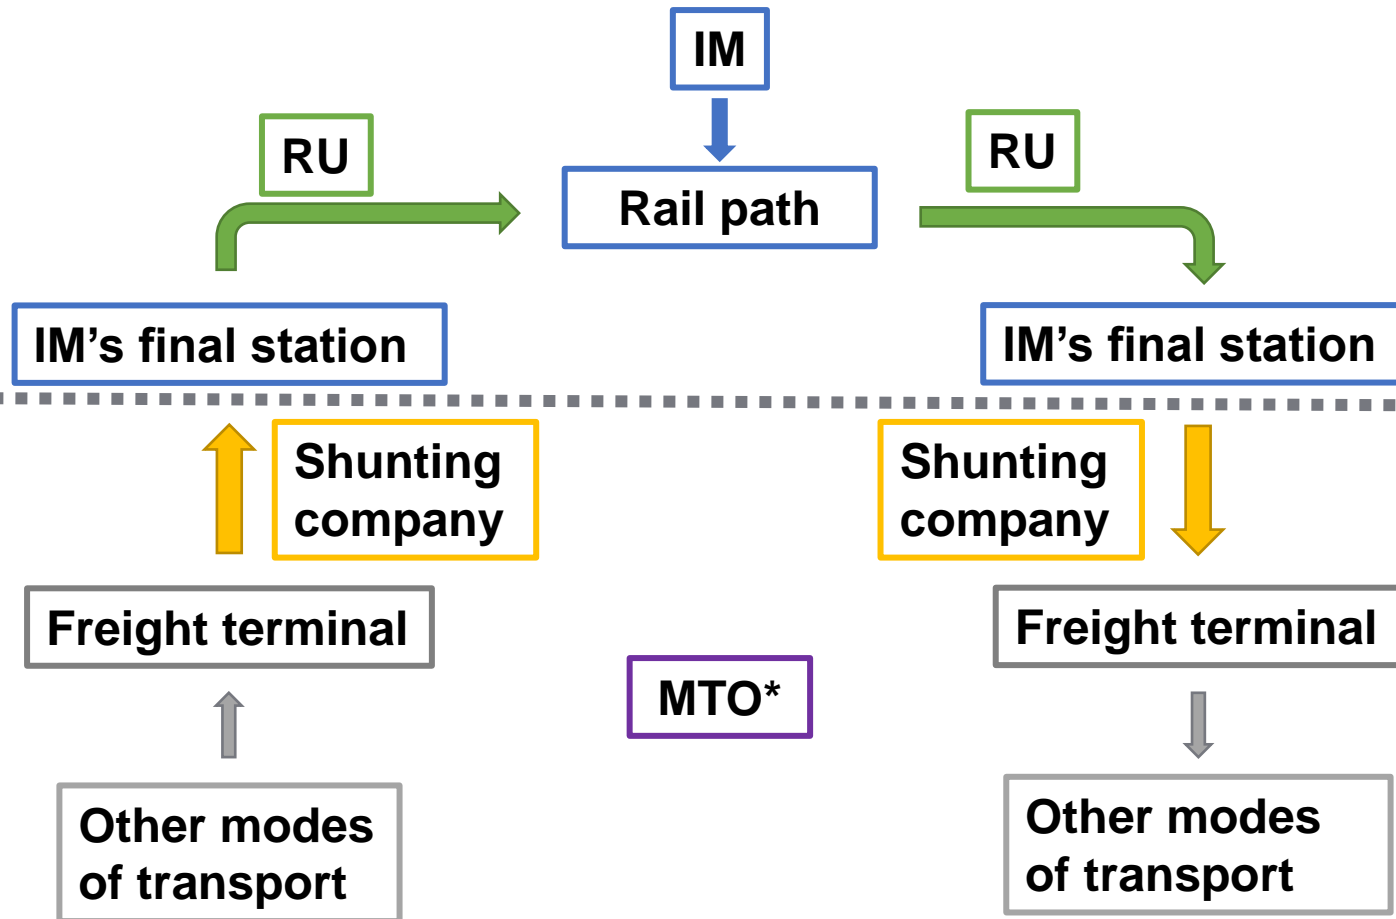 IM
RU
RU
Rail path
IM’s final station
IM’s final station
Shunting
company
Shunting
company
Freight terminal
Freight terminal
MTO*
Other modes
of transport
Other modes
of transport